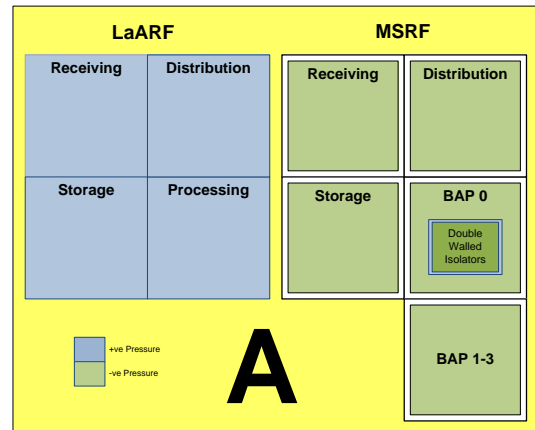 LaARF
MSRF
Receiving
Distribution
Receiving
Distribution
Storage
Processing
Storage
BAP 0
Double
Walled
Isolators
BAP 1-3
+ve Pressure
-ve Pressure
A